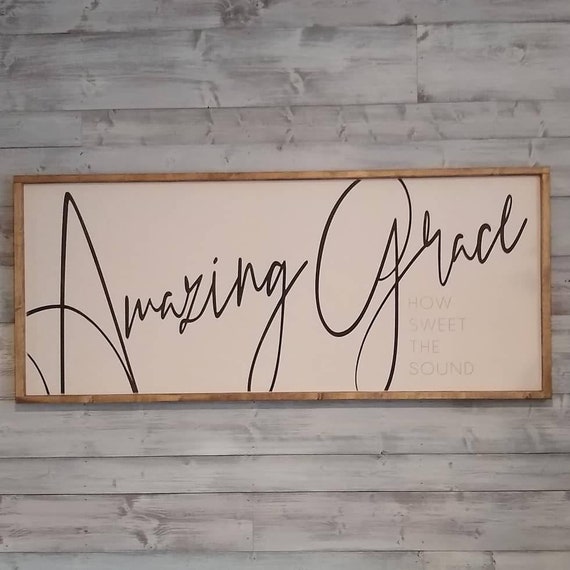 Amazing Grace
HOW
SWEET
THE
SOUND